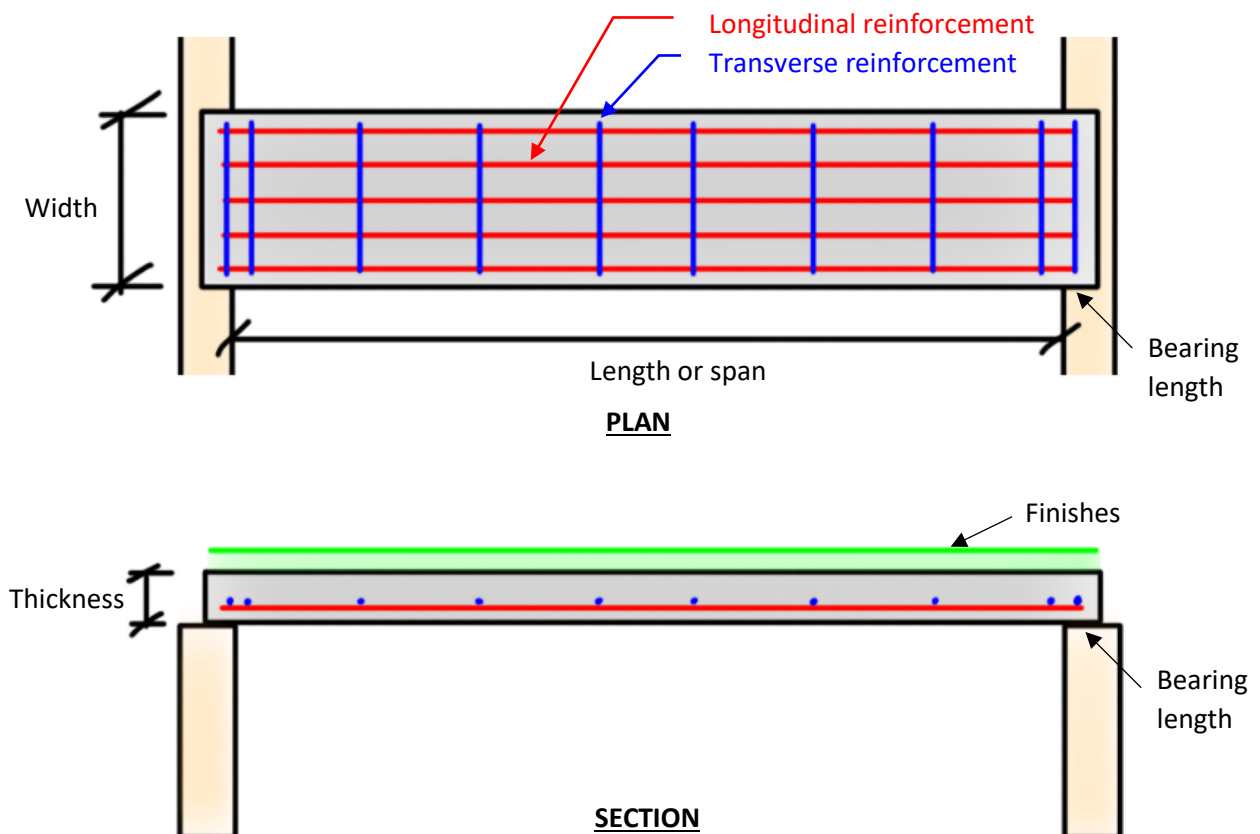 Longitudinal reinforcement
Transverse reinforcement
Width
Length or span
Bearing
length
PLAN
Finishes
Thickness
Bearing
length
SECTION